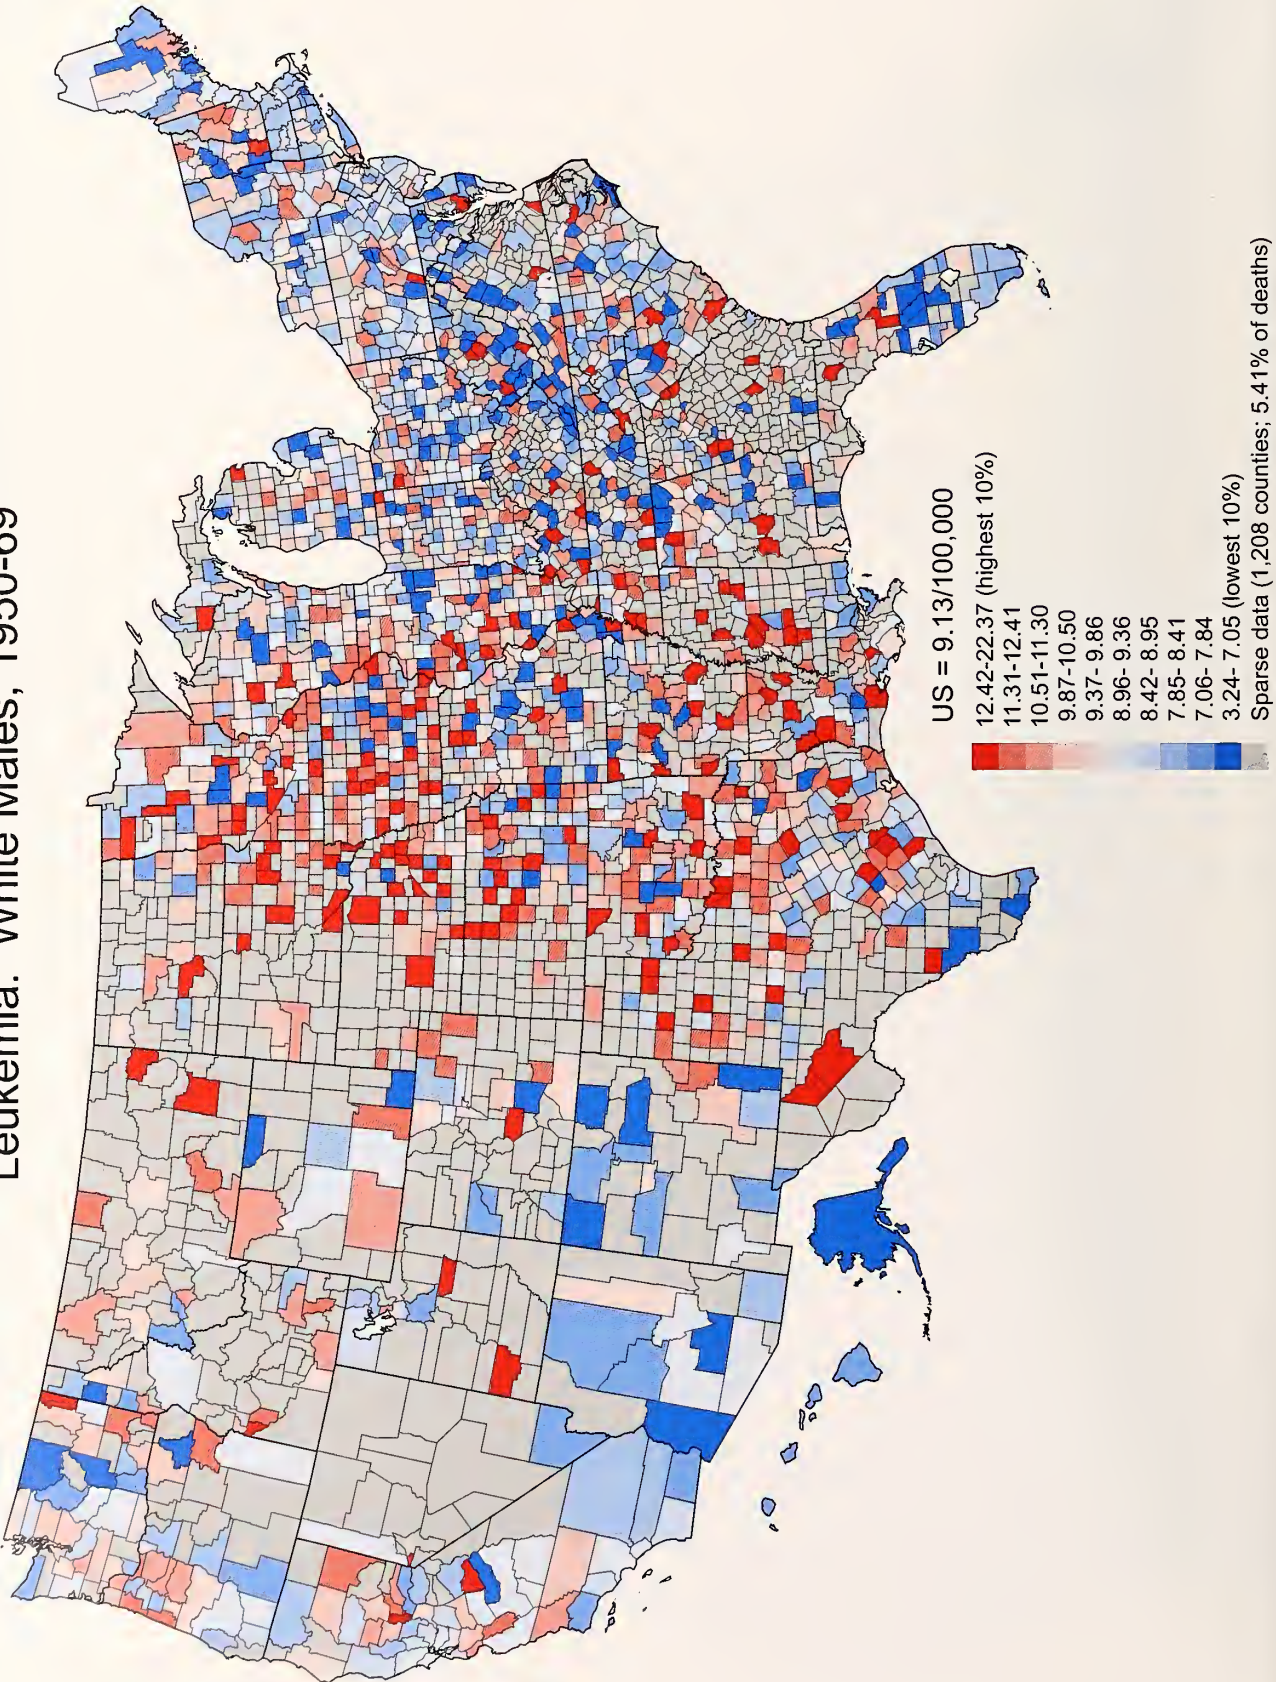 Leukemia: White Males, 1950-69
US = 9.13/100,000
12.42-22.37 (highest 10%)
11.31-12.41
10.51-11.30
9.87-10.50
9.37- 9.86
8.96- 9.36
8.42- 8.95
7.85- 8.41
7.06- 7.84
3.24- 7.05 (lowest 10%)
Sparse data (1,208 counties; 5.41% of deaths)